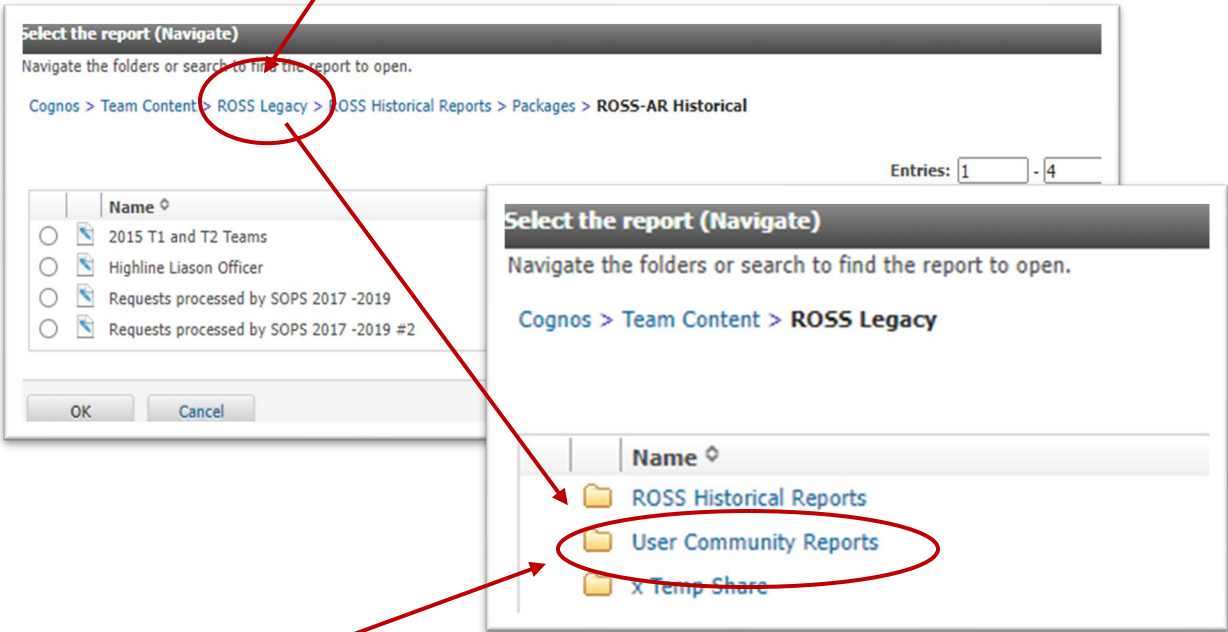 Select the report (Navigate)
Navigate the folders or search to find the report to open.
Cognos > Team Content > ROSS Legacy > ROSS Historical Reports > Packages > ROSS-AR Historical
Entries: 1 - 4
Name
2015 T1 and T2 Teams
Highline Liason Officer
Requests processed by SOPS 2017 -2019
Requests processed by SOPS 2017 -2019 #2
OK Cancel
Select the report (Navigate)
Navigate the folders or search to find the report to open.
Cognos > Team Content > ROSS Legacy
Name
ROSS Historical Reports
User Community Reports
x Temp Share